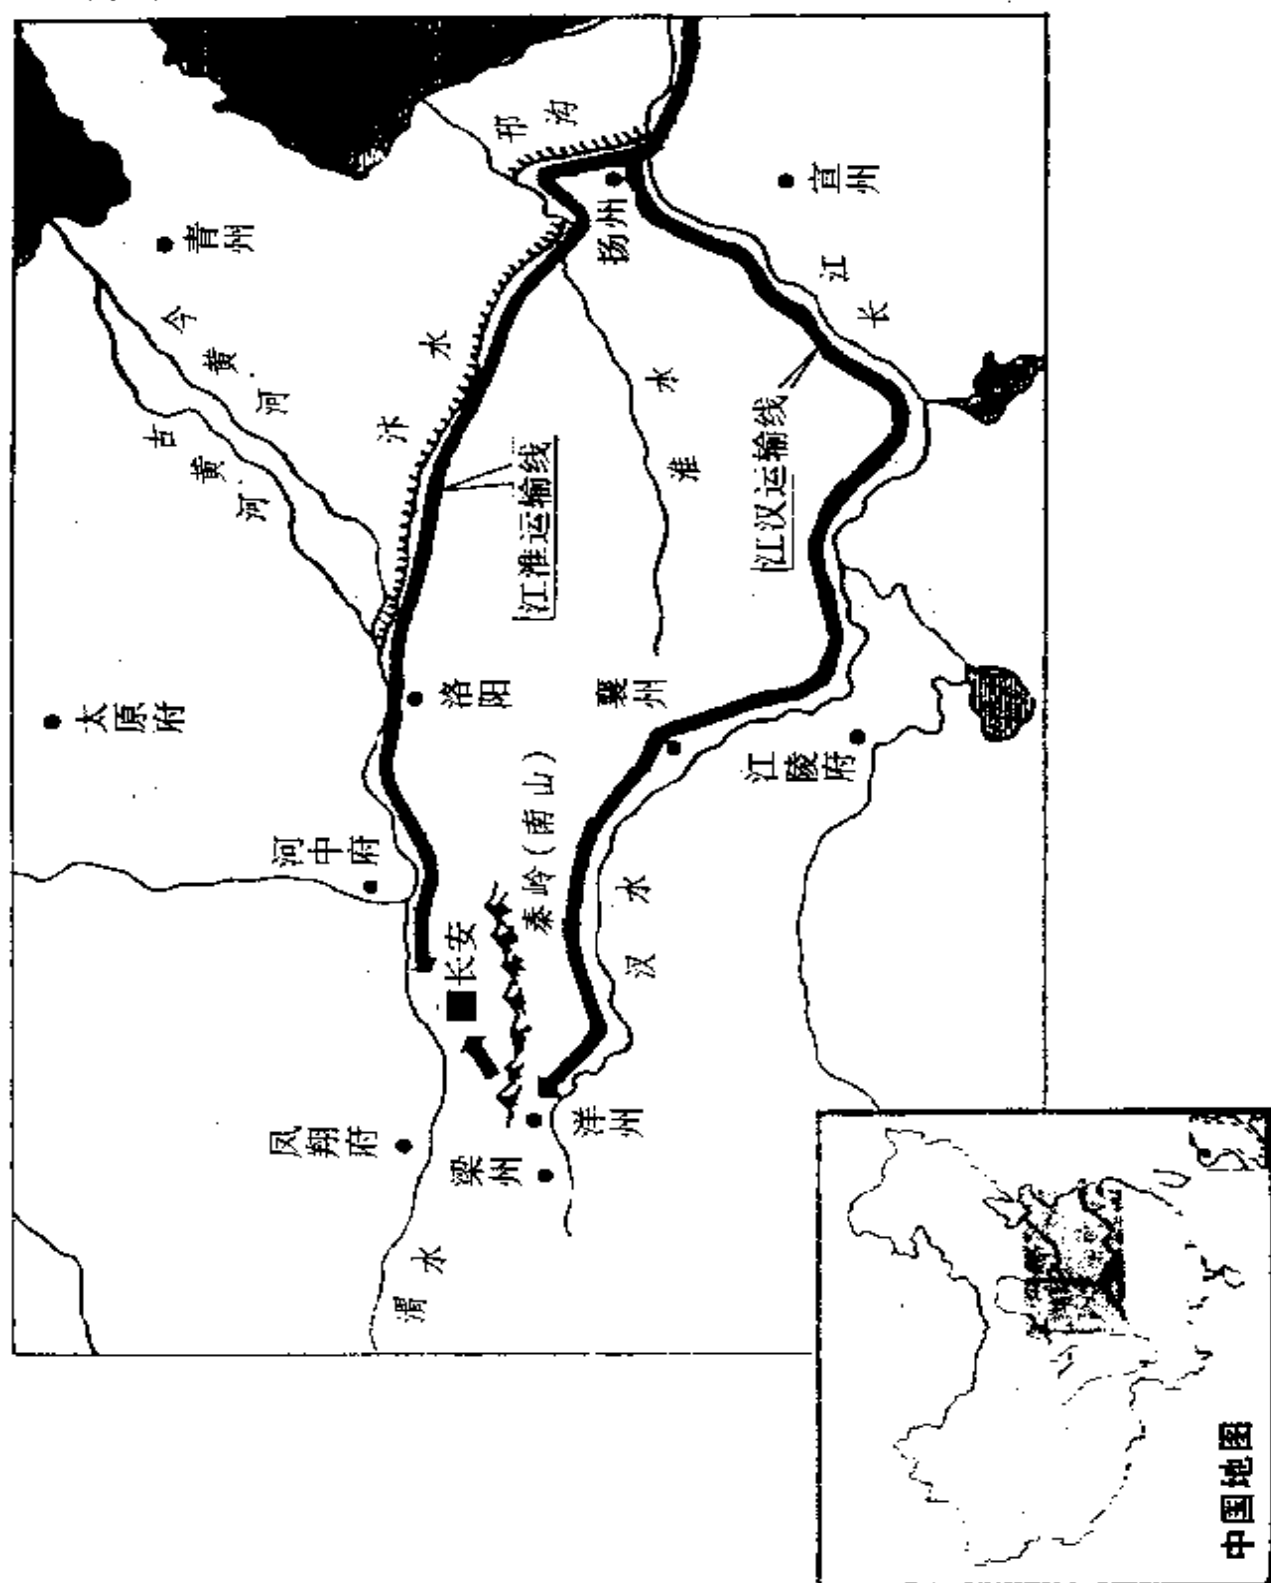 太原府
青州
今黄河
古黄河
河中府
凤翔府
渭水
汴水
洛阳
长安
秦岭(南山)
梁州
洋州
江淮运输线
邗沟
扬州
宣州
淮水
襄州
汉水
江陵府
江汉运输线
长江
中国地图